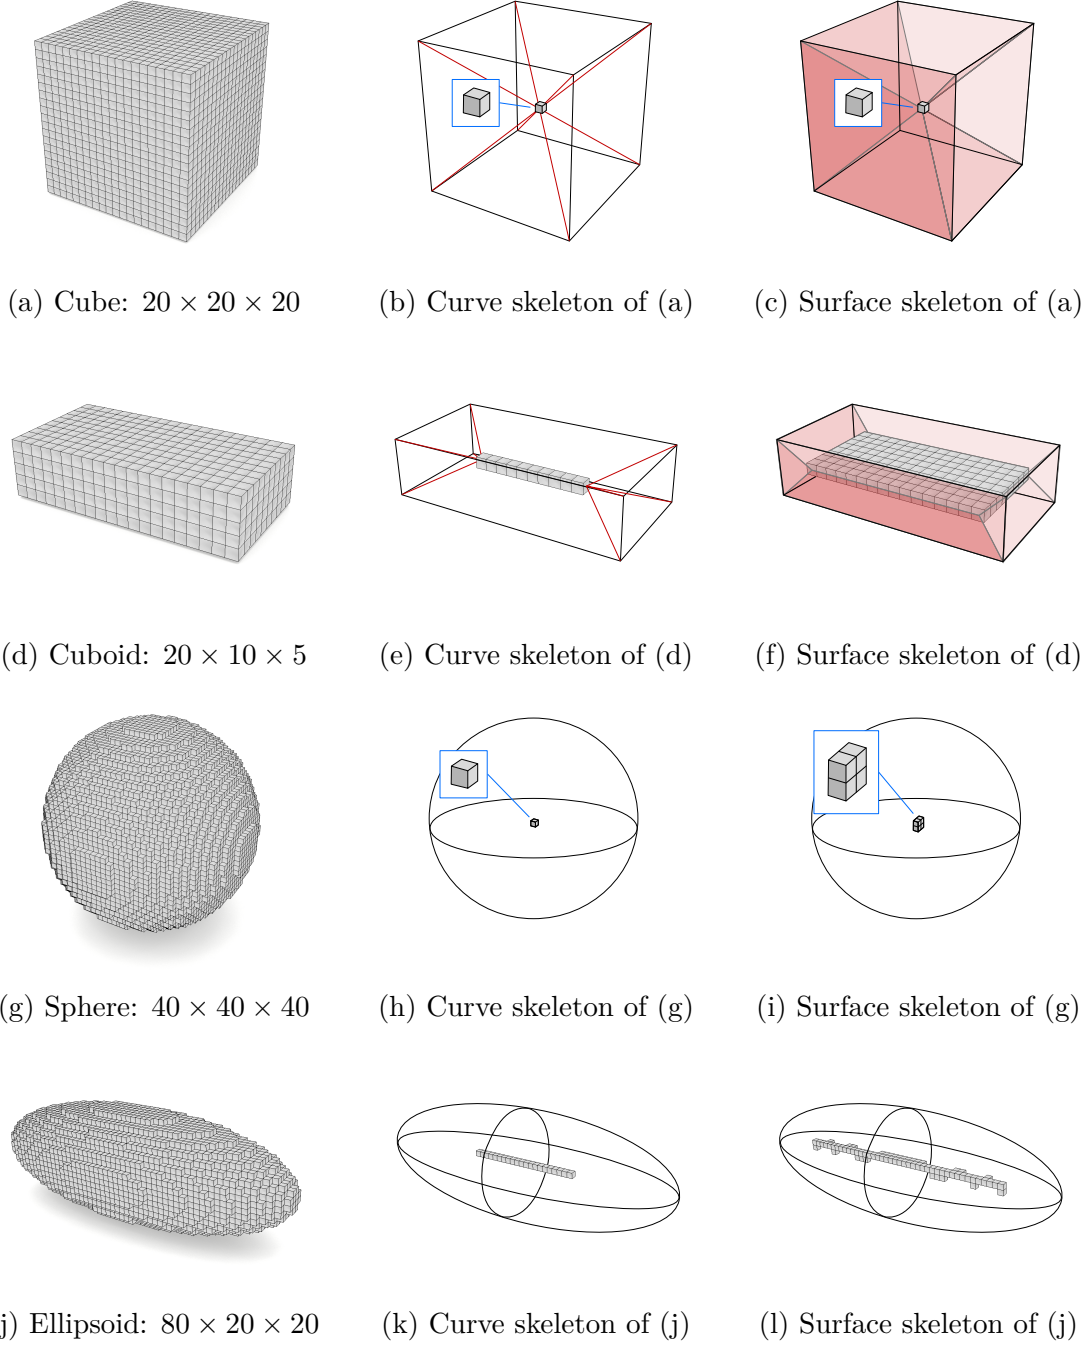 (a) Cube: 20 × 20 × 20
(b) Curve skeleton of (a)
(c) Surface skeleton of (a)
(d) Cuboid: 20 × 10 × 5
(e) Curve skeleton of (d)
(f) Surface skeleton of (d)
(g) Sphere: 40 × 40 × 40
(h) Curve skeleton of (g)
(i) Surface skeleton of (g)
j) Ellipsoid: 80 × 20 × 20
(k) Curve skeleton of (j)
(l) Surface skeleton of (j)